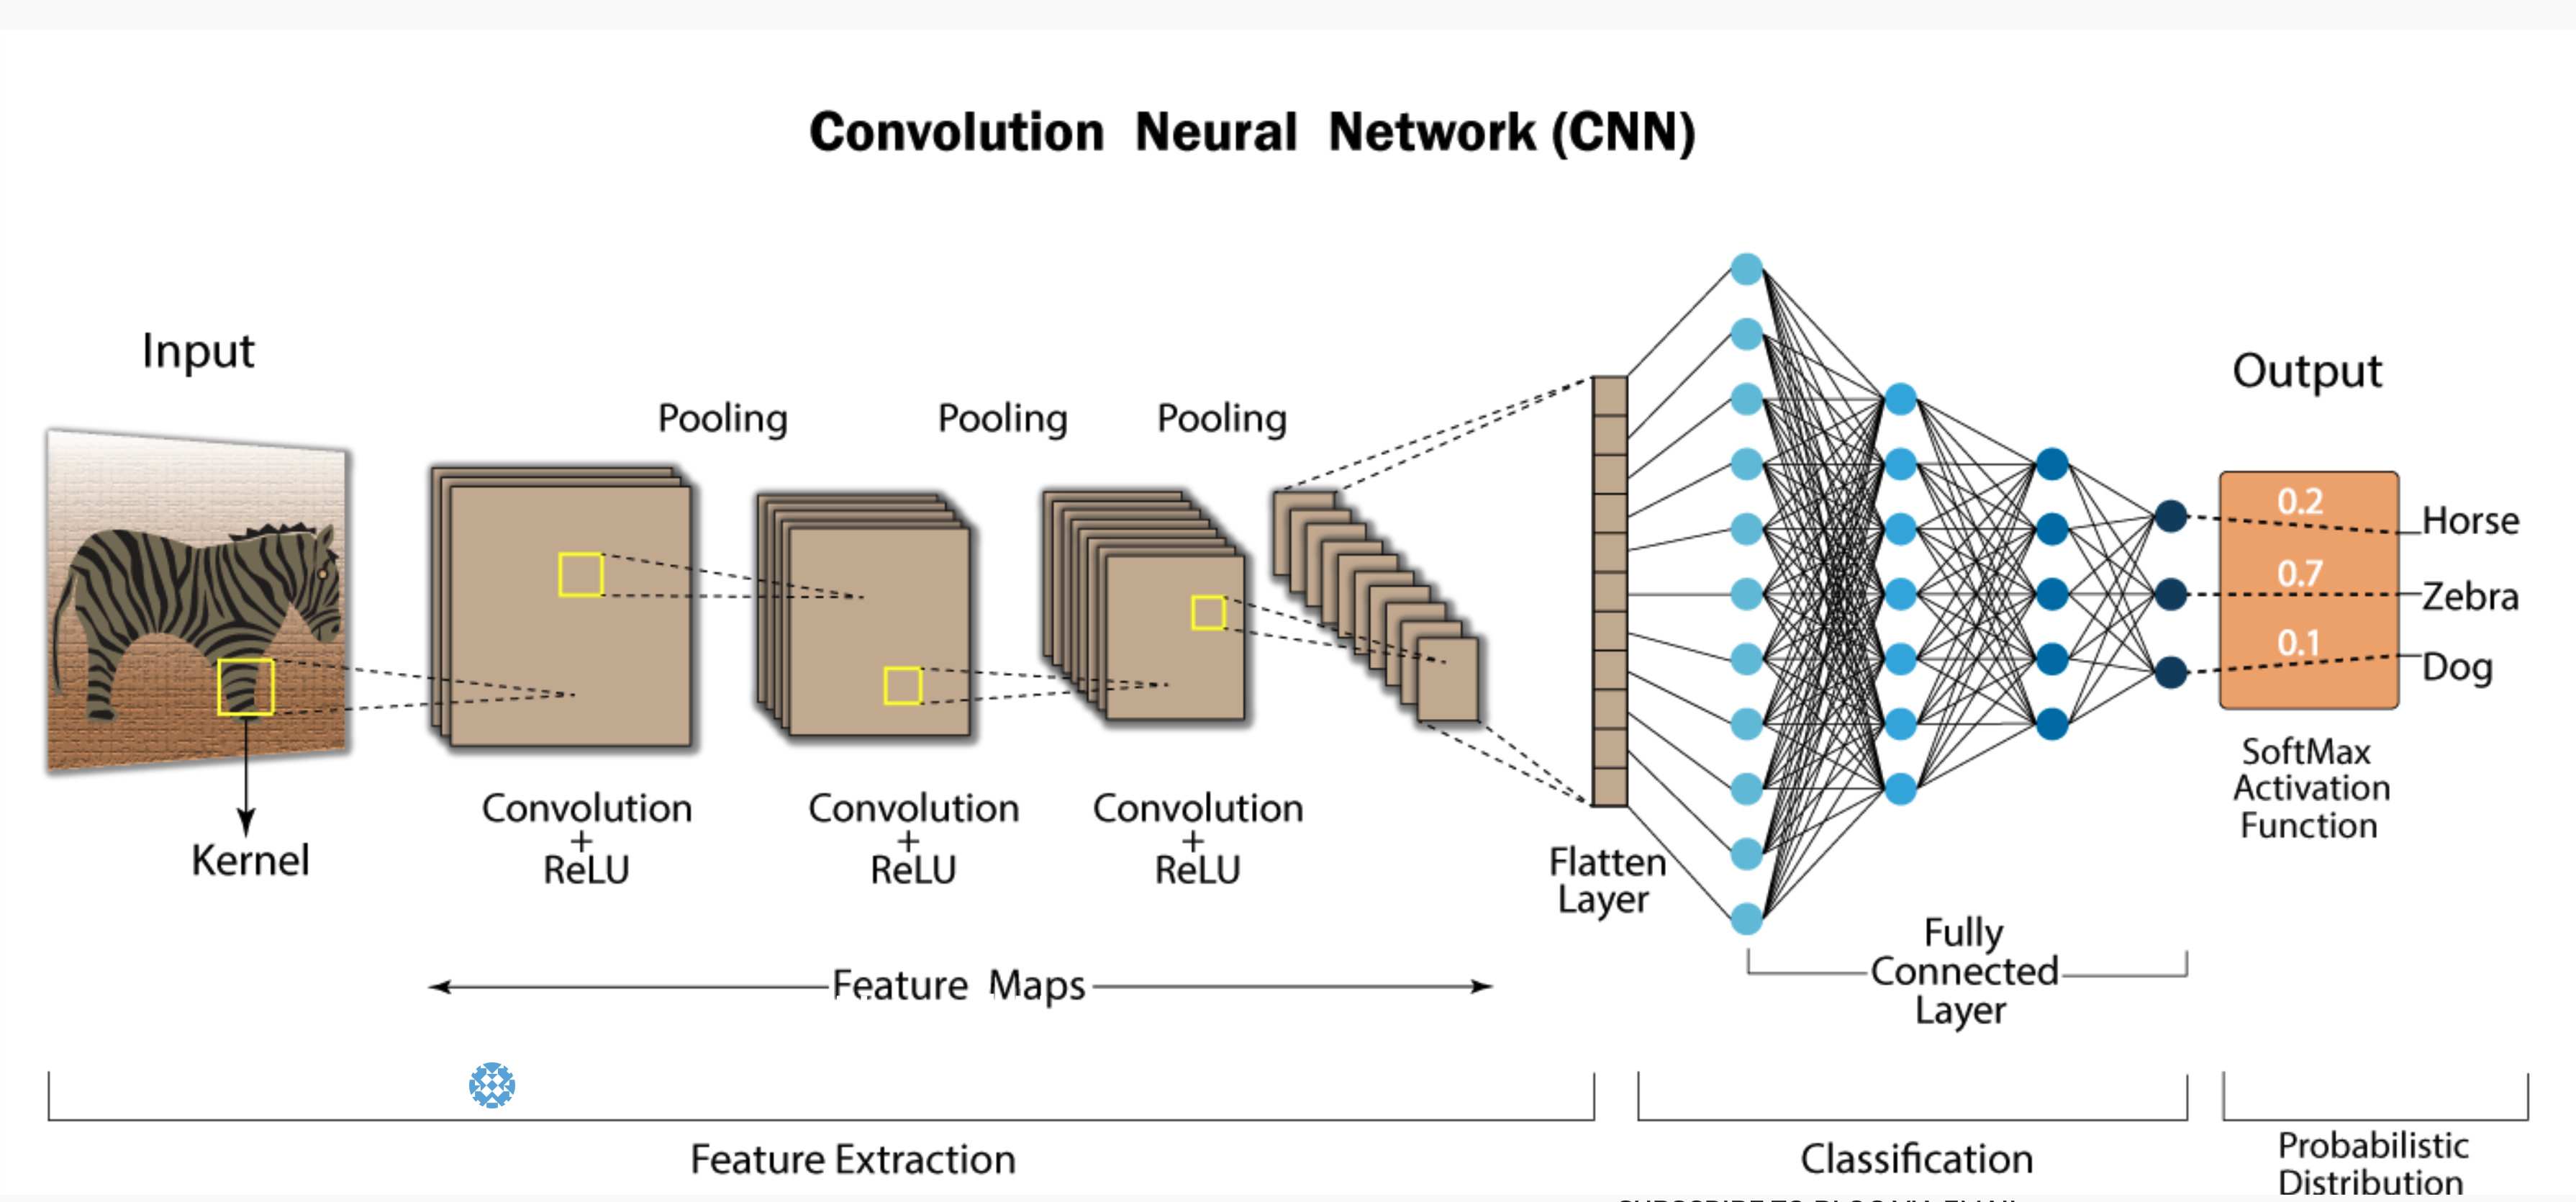 Convolution Neural Network (CNN)
Input
Output
Pooling
Pooling
Pooling
0.2
Horse
0.7
Zebra
0.1
Dog
Kernel
Convolution
+
ReLU
Convolution
+
ReLU
Convolution
+
ReLU
Flatten
Layer
SoftMax
Activation
Function
Fully
Connected
Layer
Feature Maps
Feature Extraction
Classification
Probabilistic
Distribution